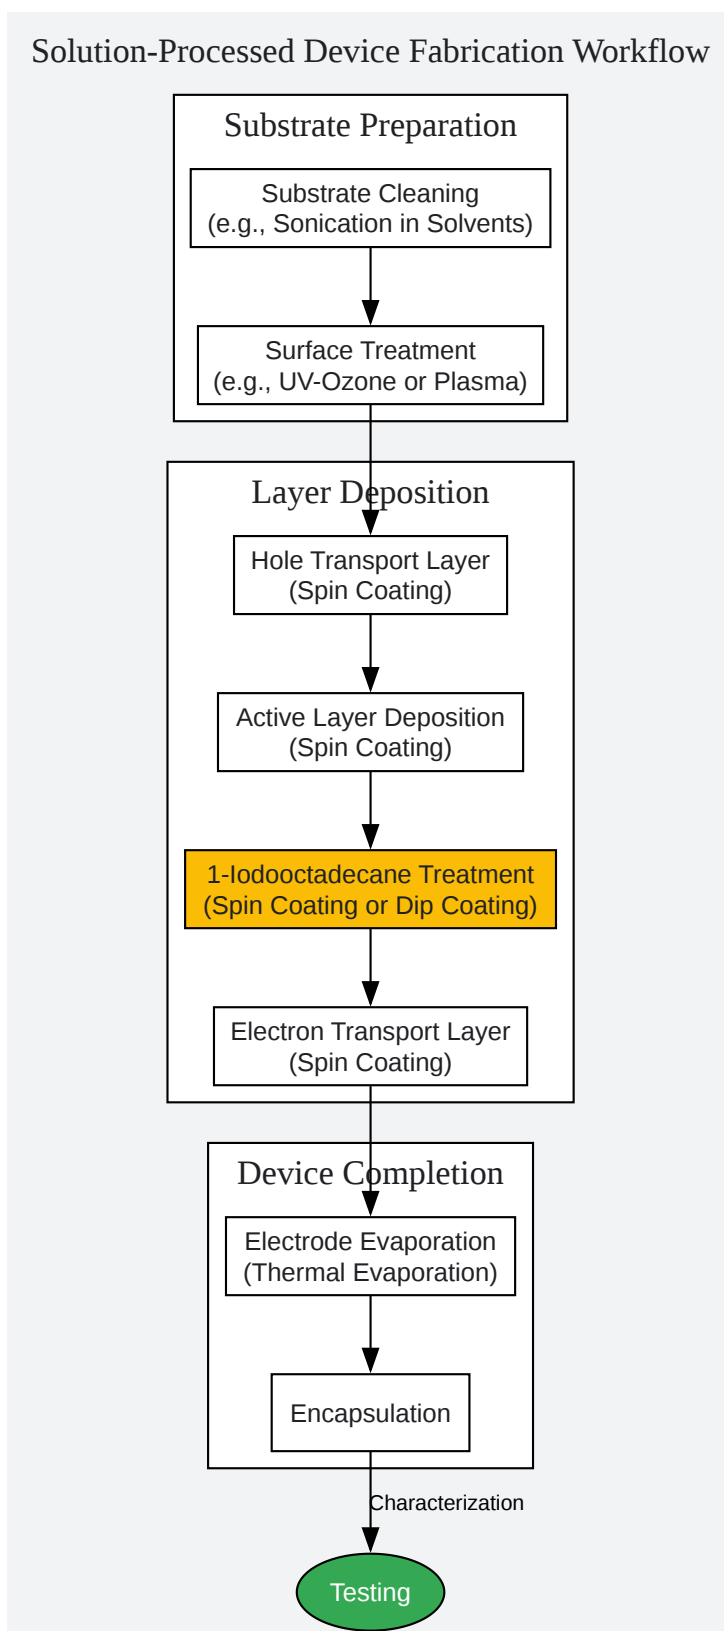 Solution-Processed Device Fabrication Workflow
Substrate Preparation
Substrate Cleaning
(e.g., Sonication in Solvents)
Surface Treatment
(e.g., UV-Ozone or Plasma)
Layer Deposition
Hole Transport Layer
(Spin Coating)
Active Layer Deposition
(Spin Coating)
1-Iodooctadecane Treatment
(Spin Coating or Dip Coating)
Electron Transport Layer
(Spin Coating)
Device Completion
Electrode Evaporation
(Thermal Evaporation)
Encapsulation
Characterization
Testing